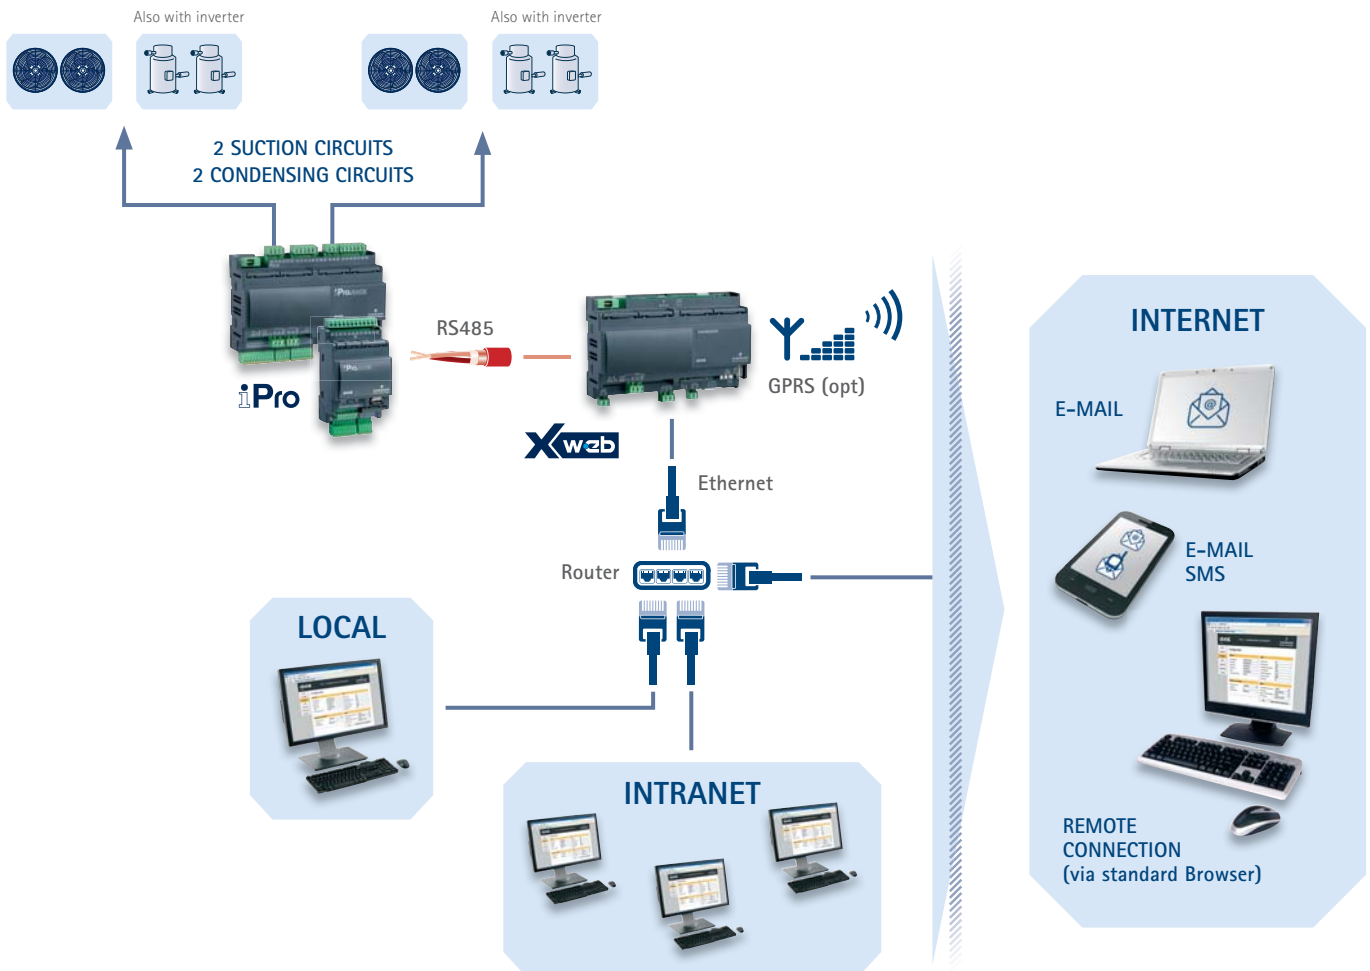 Also with inverter
Also with inverter
2 SUCTION CIRCUITS
2 CONDENSING CIRCUITS
iPro
RS485
Xweb
GPRS (opt)
Ethernet
Router
LOCAL
INTRANET
INTERNET
E-MAIL
E-MAIL
SMS
REMOTE
CONNECTION
(via standard Browser)